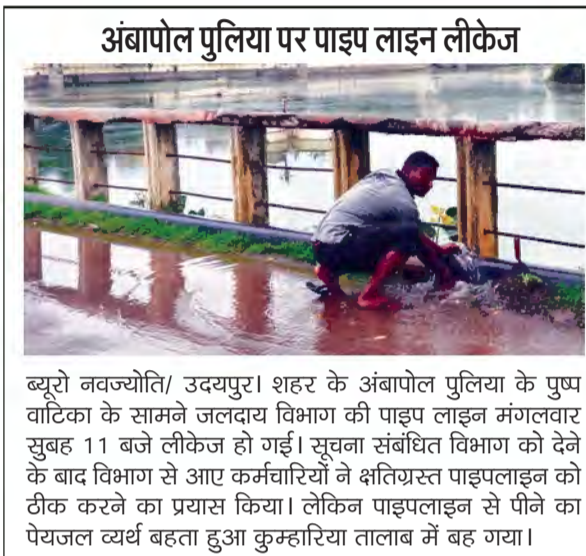 अंबापोल पुलिया पर पाइप लाइन लीकेज
ब्यूरो नवज्योति/ उदयपुर। शहर के अंबापोल पुलिया के पुष्प
वाटिका के सामने जलदाय विभाग की पाइप लाइन मंगलवार
सुबह 11 बजे लीकेज हो गई। सूचना संबंधित विभाग को देने
के बाद विभाग से आए कर्मचारियों ने क्षतिग्रस्त पाइपलाइन को
ठीक करने का प्रयास किया। लेकिन पाइपलाइन से पीने का
पेयजल व्यर्थ बहता हुआ कुम्हारिया तालाब में बह गया।